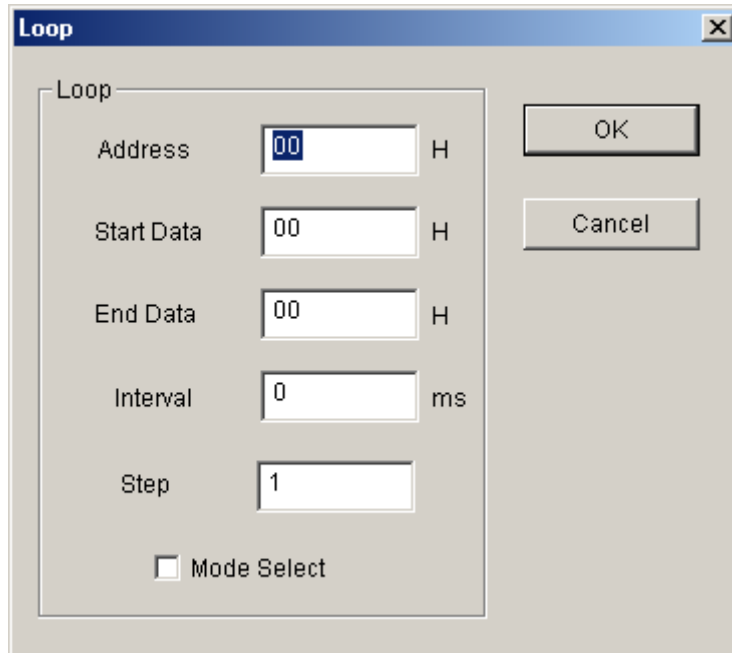 Loop
Loop
Address 00 H
OK
Start Data 00 H
Cancel
End Data 00 H
Interval 0 ms
Step 1
Mode Select